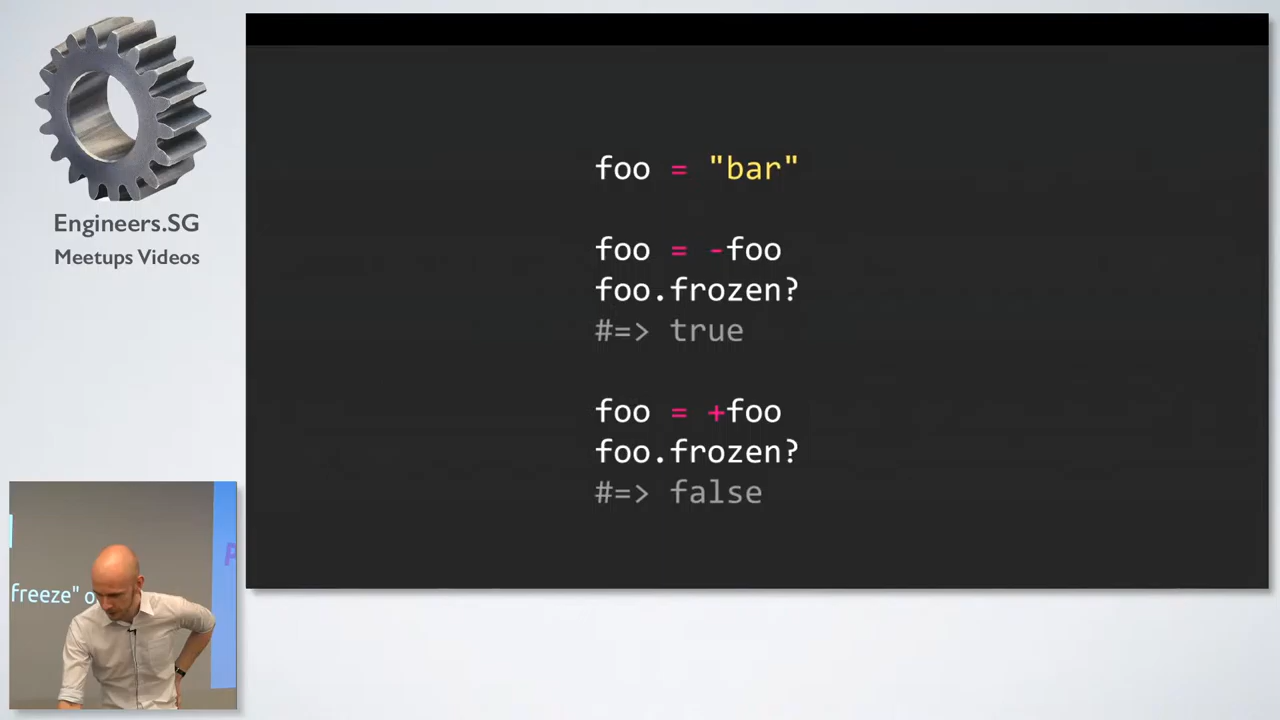 Engineers.SG
Meetups Videos
foo = "bar"
foo = -foo
foo.frozen?
#=> true
foo = +foo
foo.frozen?
#=> false
freeze"